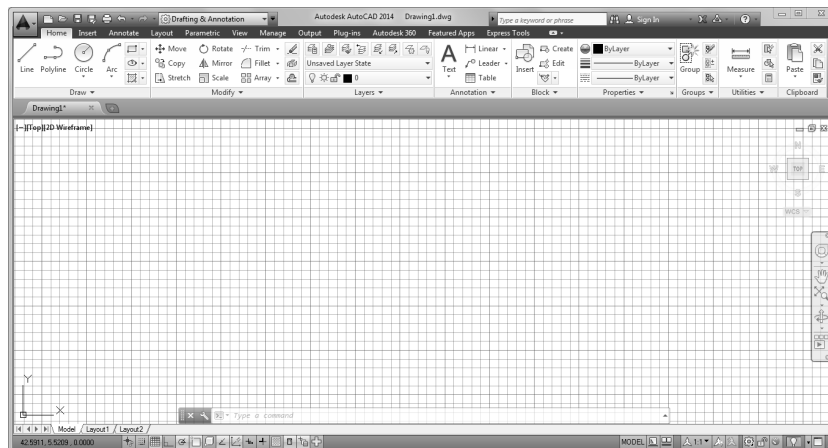 Drafting & Annotation Autodesk AutoCAD 2014 Drawing1.dwg Type a keyword or phrase Sign In
Home Insert Annotate Layout Parametric View Manage Output Plug-ins Autodesk 360 Featured Apps Express Tools
Move Rotate Trim Linear Create ByLayer
Copy Mirror Fillet Unsaved Layer State Leader Edit ByLayer
Line Polyline Circle Arc Text Insert Group Measure Paste
Stretch Scale Array 0 Table ByLayer
Draw Modify Layers Annotation Block Properties Groups Utilities Clipboard
Drawing1*
[–][Top][2D Wireframe]
N
W TOP E
S
WCS
Y
X
Type a command
Model Layout1 Layout2
42.5911, 5.5209, 0.0000 MODEL 1:1